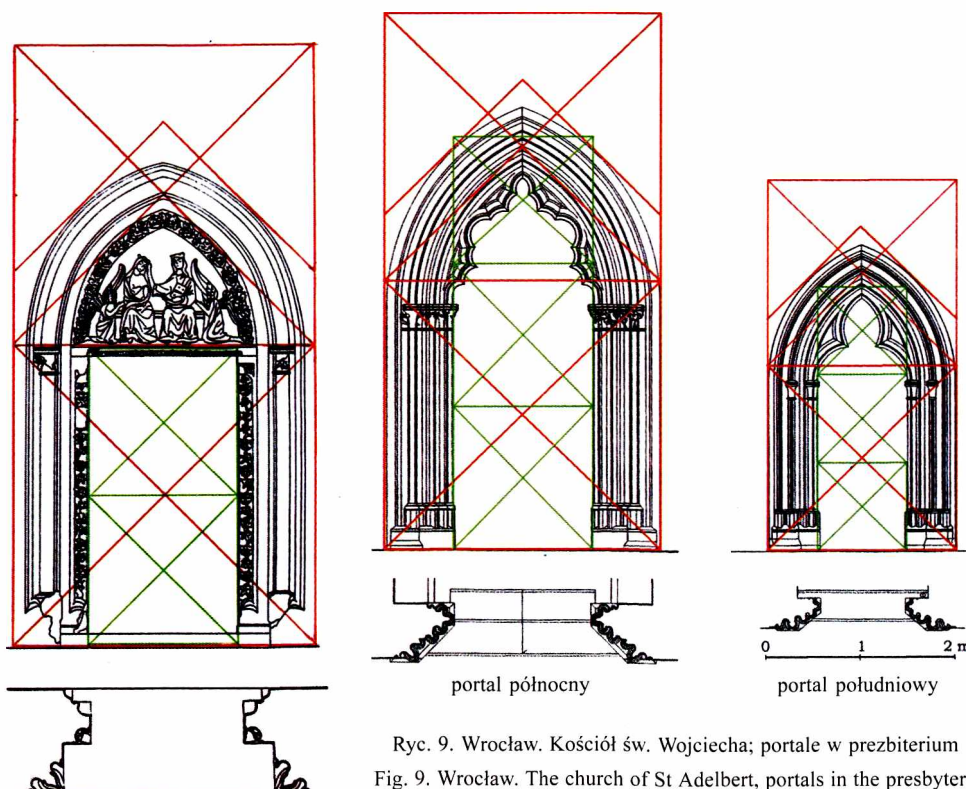 0 1 2 m
portal północny
portal południowy
Ryc. 9. Wrocław. Kościół św. Wojciecha; portale w prezbiterium
Fig. 9. Wrocław. The church of St Adelbert, portals in the presbyter